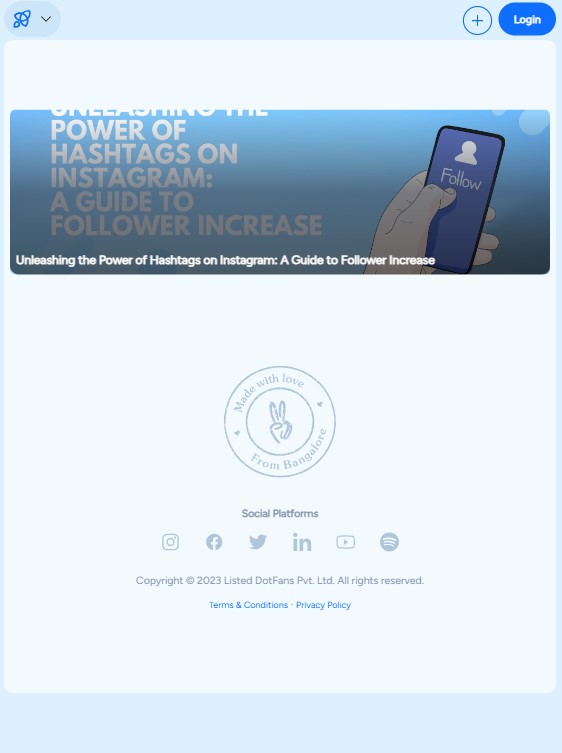 Login
UNLEASHING THE
POWER OF
HASHTAGS ON
INSTAGRAM:
A GUIDE TO
FOLLOWER INCREASE
Follow
Unleashing the Power of Hashtags on Instagram: A Guide to Follower Increase
Made with love
From Bangalore
Social Platforms
Copyright © 2023 Listed DotFans Pvt. Ltd. All rights reserved.
Terms & Conditions · Privacy Policy